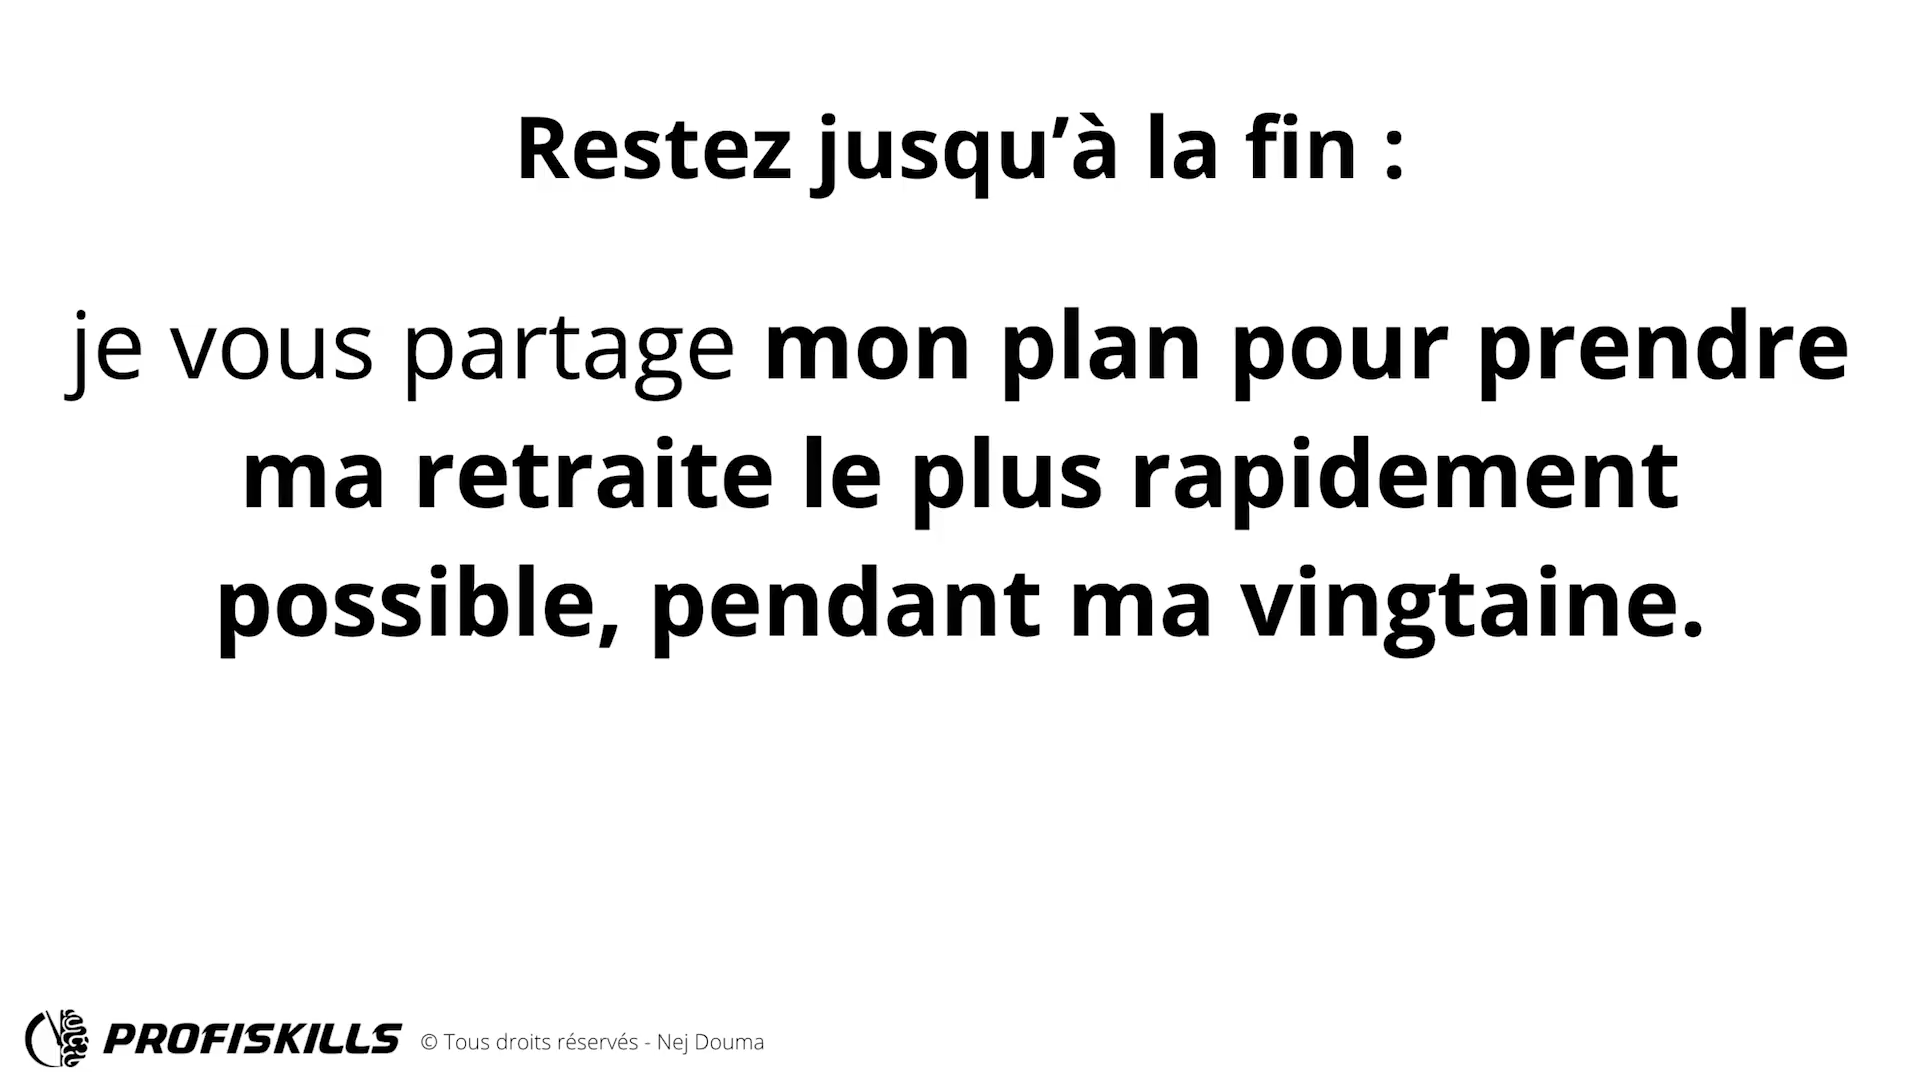 Restez jusqu’à la fin :
je vous partage mon plan pour prendre
ma retraite le plus rapidement
possible, pendant ma vingtaine.
PROFISKILLS © Tous droits réservés - Nej Douma